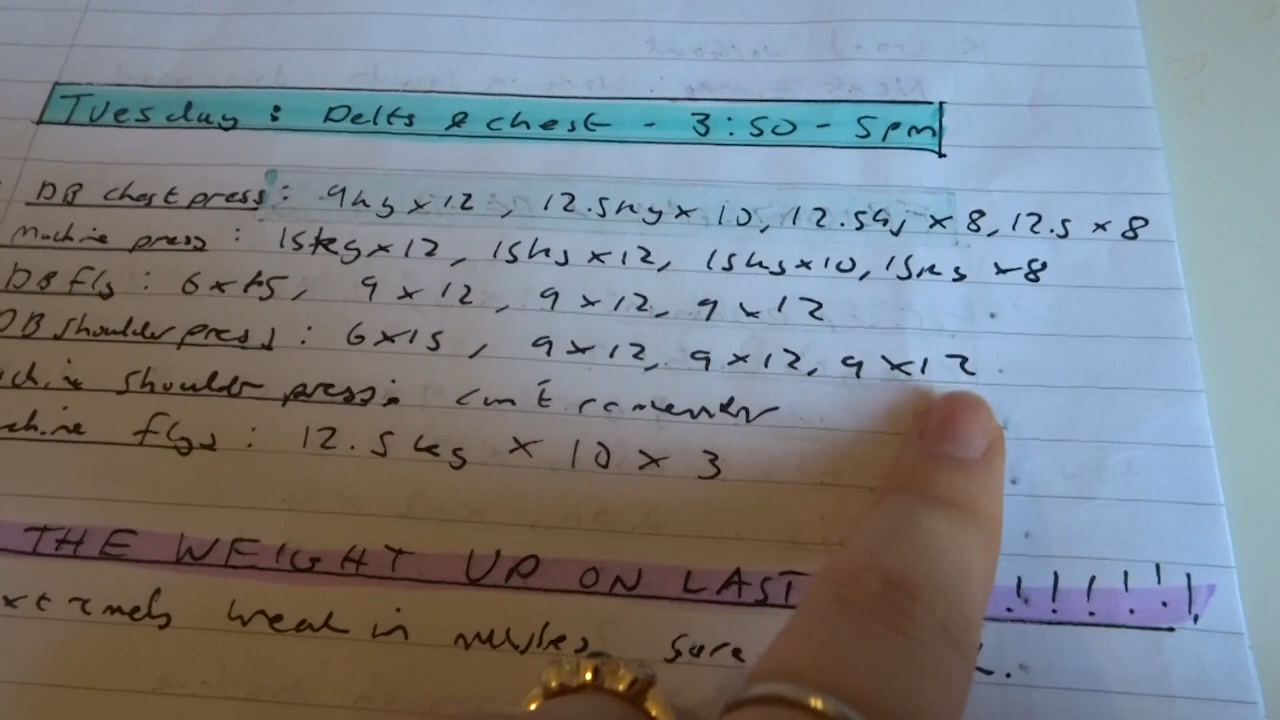 Tuesday : Delts & chest - 3:50 - 5pm
DB chest press : 9kg x 12 , 12.5kg x 10, 12.5kg x 8, 12.5 x 8
Machine press : 15kg x 12, 15kg x 12, 15kg x 10, 15kg x 8
DB fly : 6 x 15, 9 x 12, 9 x 12, 9 x 12
DB shoulder press : 6x15 , 9 x 12, 9 x 12, 9 x 12
shoulder press : can't remember
flys : 12.5kg x 10 x 3
THE WEIGHT UP ON LAST !!!!!!
weak in muscles sore